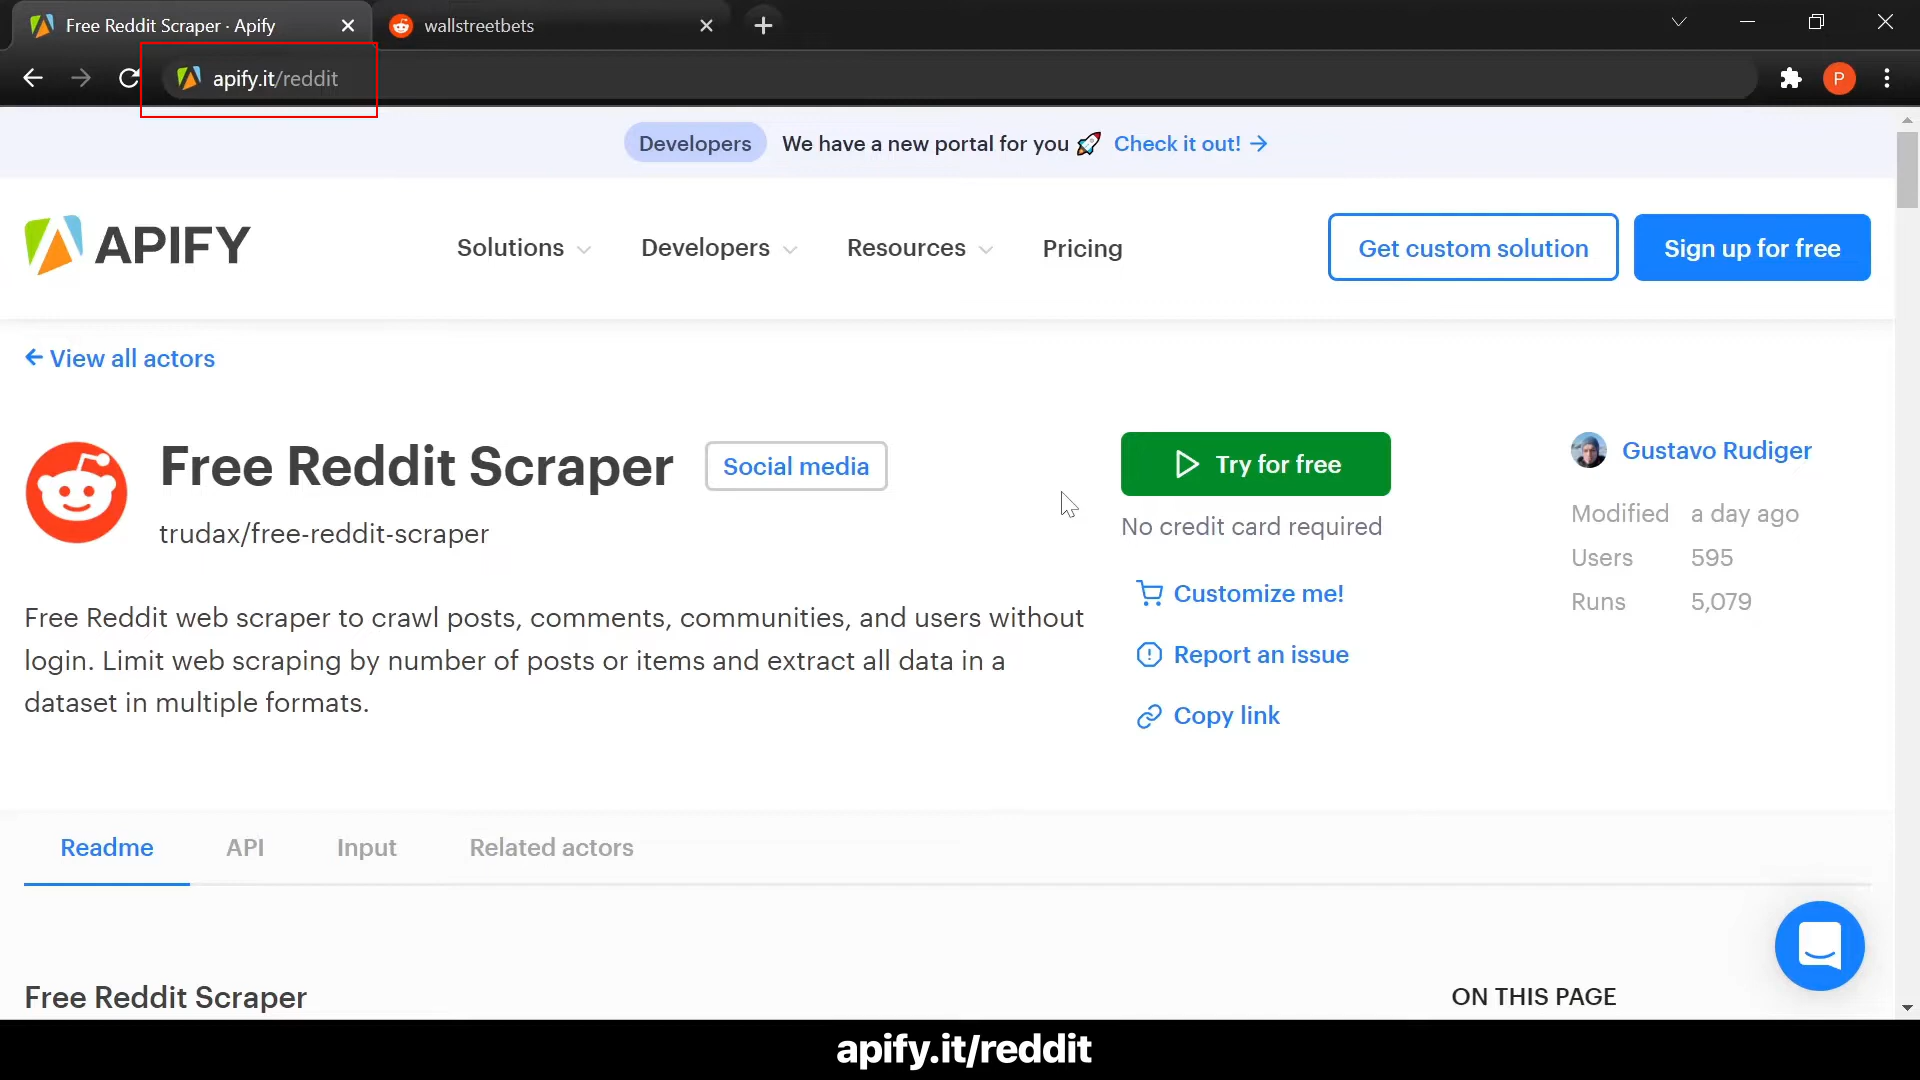 Free Reddit Scraper · Apify
wallstreetbets
apify.it/reddit
P
Developers We have a new portal for you 🚀 Check it out! →
APIFY
Solutions Developers Resources Pricing
Get custom solution Sign up for free
← View all actors
Free Reddit Scraper Social media
trudax/free-reddit-scraper
Free Reddit web scraper to crawl posts, comments, communities, and users without
login. Limit web scraping by number of posts or items and extract all data in a
dataset in multiple formats.
Try for free
No credit card required
Customize me!
Report an issue
Copy link
Gustavo Rudiger
Modified a day ago
Users 595
Runs 5,079
Readme API Input Related actors
Free Reddit Scraper
ON THIS PAGE
apify.it/reddit